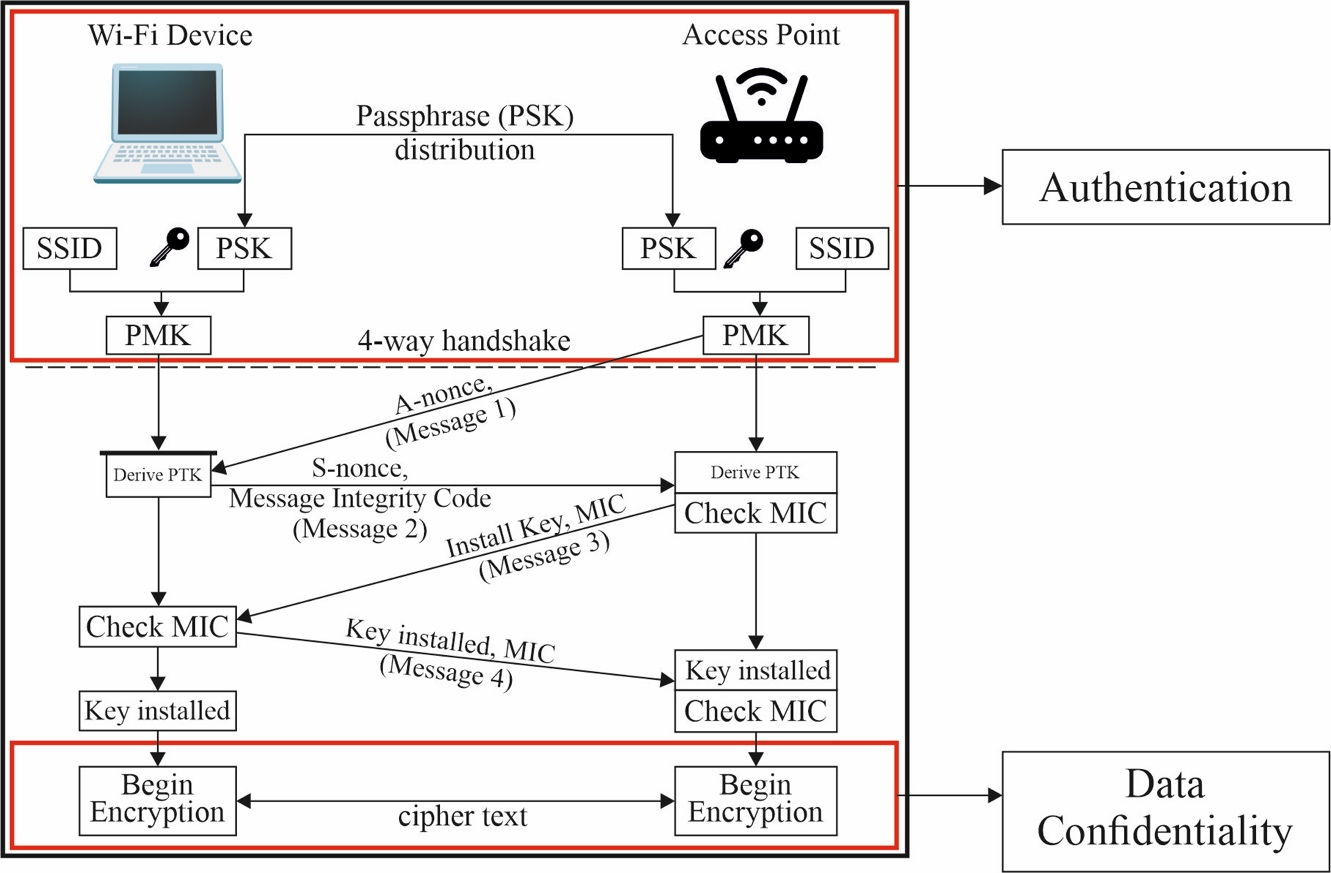 Wi-Fi Device
Access Point
Passphrase (PSK)
distribution
Authentication
SSID
PSK
PSK
SSID
PMK
4-way handshake
PMK
A-nonce,
(Message 1)
Derive PTK
S-nonce,
Message Integrity Code
(Message 2)
Derive PTK
Check MIC
Install Key, MIC
(Message 3)
Check MIC
Key installed, MIC
(Message 4)
Key installed
Check MIC
Key installed
Begin
Encryption
cipher text
Begin
Encryption
Data
Confidentiality